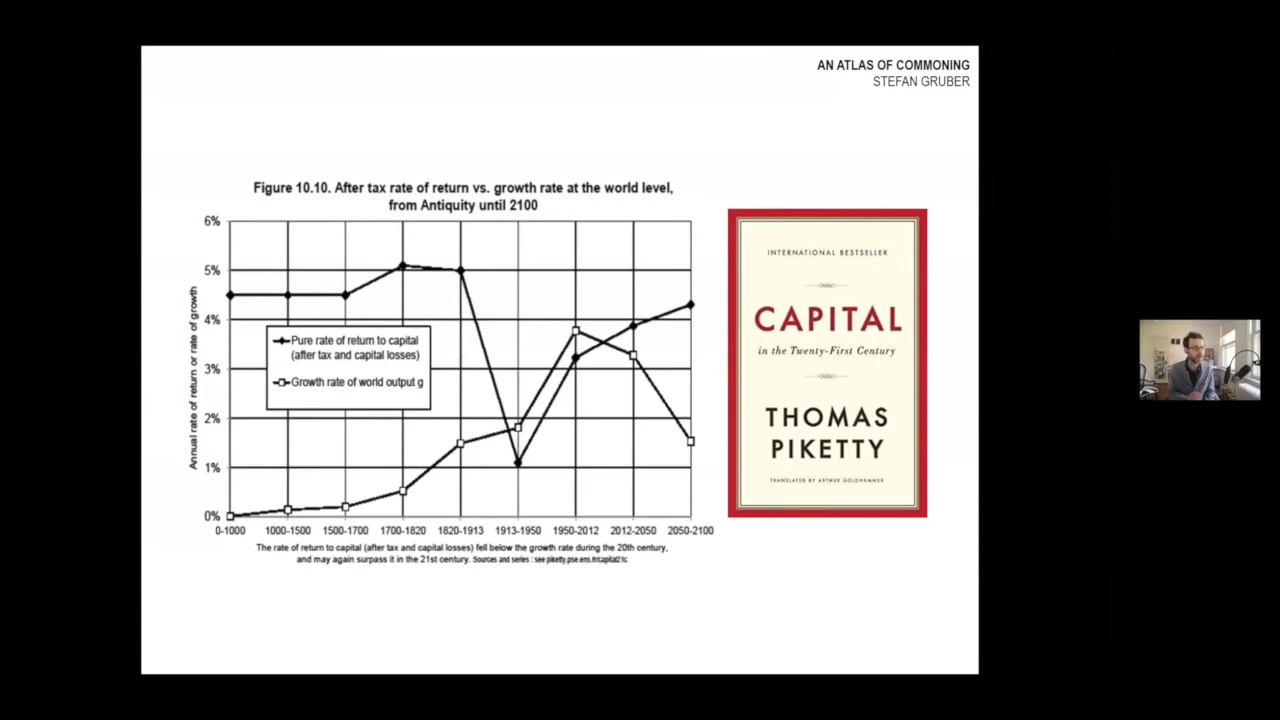 AN ATLAS OF COMMONING
STEFAN GRUBER
Figure 10.10. After tax rate of return vs. growth rate at the world level,
from Antiquity until 2100
Annual rate of return or rate of growth
6%
5%
4%
3%
2%
1%
0%
Pure rate of return to capital
(after tax and capital losses)
Growth rate of world output g
0-1000
1000-1500
1500-1700
1700-1820
1820-1913
1913-1950
1950-2012
2012-2050
2050-2100
The rate of return to capital (after tax and capital losses) fell below the growth rate during the 20th century,
and may again surpass it in the 21st century. Sources and series : see piketty.pse.ens.fr/capital21c
INTERNATIONAL BESTSELLER
CAPITAL
in the Twenty-First Century
THOMAS
PIKETTY
TRANSLATED BY ARTHUR GOLDHAMMER